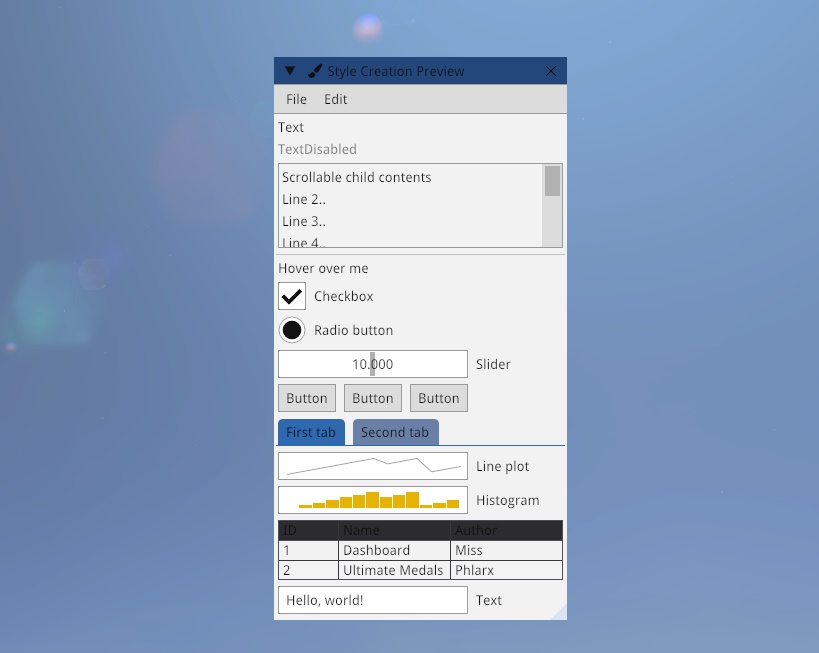 Style Creation Preview
File Edit
Text
TextDisabled
Scrollable child contents
Line 2..
Line 3..
Line 4..
Hover over me
Checkbox
Radio button
10.000 Slider
Button Button Button
First tab Second tab
Line plot
Histogram
ID Name Author
1 Dashboard Miss
2 Ultimate Medals Phlarx
Hello, world! Text